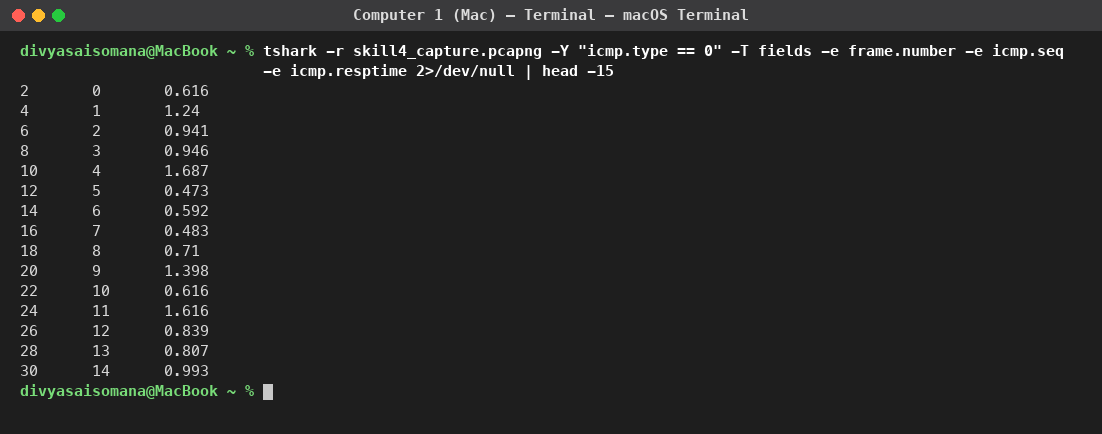 Computer 1 (Mac) — Terminal — macOS Terminal
divyasaisomana@MacBook ~ % tshark -r skill4_capture.pcapng -Y "icmp.type == 0" -T fields -e frame.number -e icmp.seq
-e icmp.resptime 2>/dev/null | head -15
2 0 0.616
4 1 1.24
6 2 0.941
8 3 0.946
10 4 1.687
12 5 0.473
14 6 0.592
16 7 0.483
18 8 0.71
20 9 1.398
22 10 0.616
24 11 1.616
26 12 0.839
28 13 0.807
30 14 0.993
divyasaisomana@MacBook ~ %